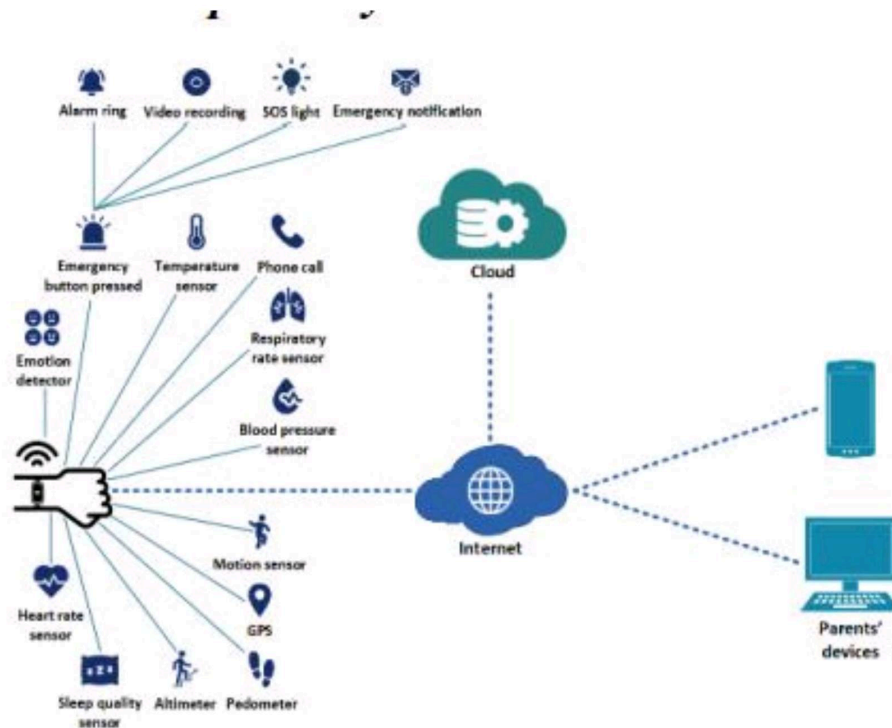 Alarm ring Video recording SOS light Emergency notification
Emergency
button pressed
Temperature
sensor
Phone call
Cloud
Respiratory
rate sensor
Emotion
detector
Blood pressure
sensor
Internet
Motion sensor
Heart rate
sensor
GPS
Parents'
devices
Sleep quality
sensor
Altimeter
Pedometer
zzz